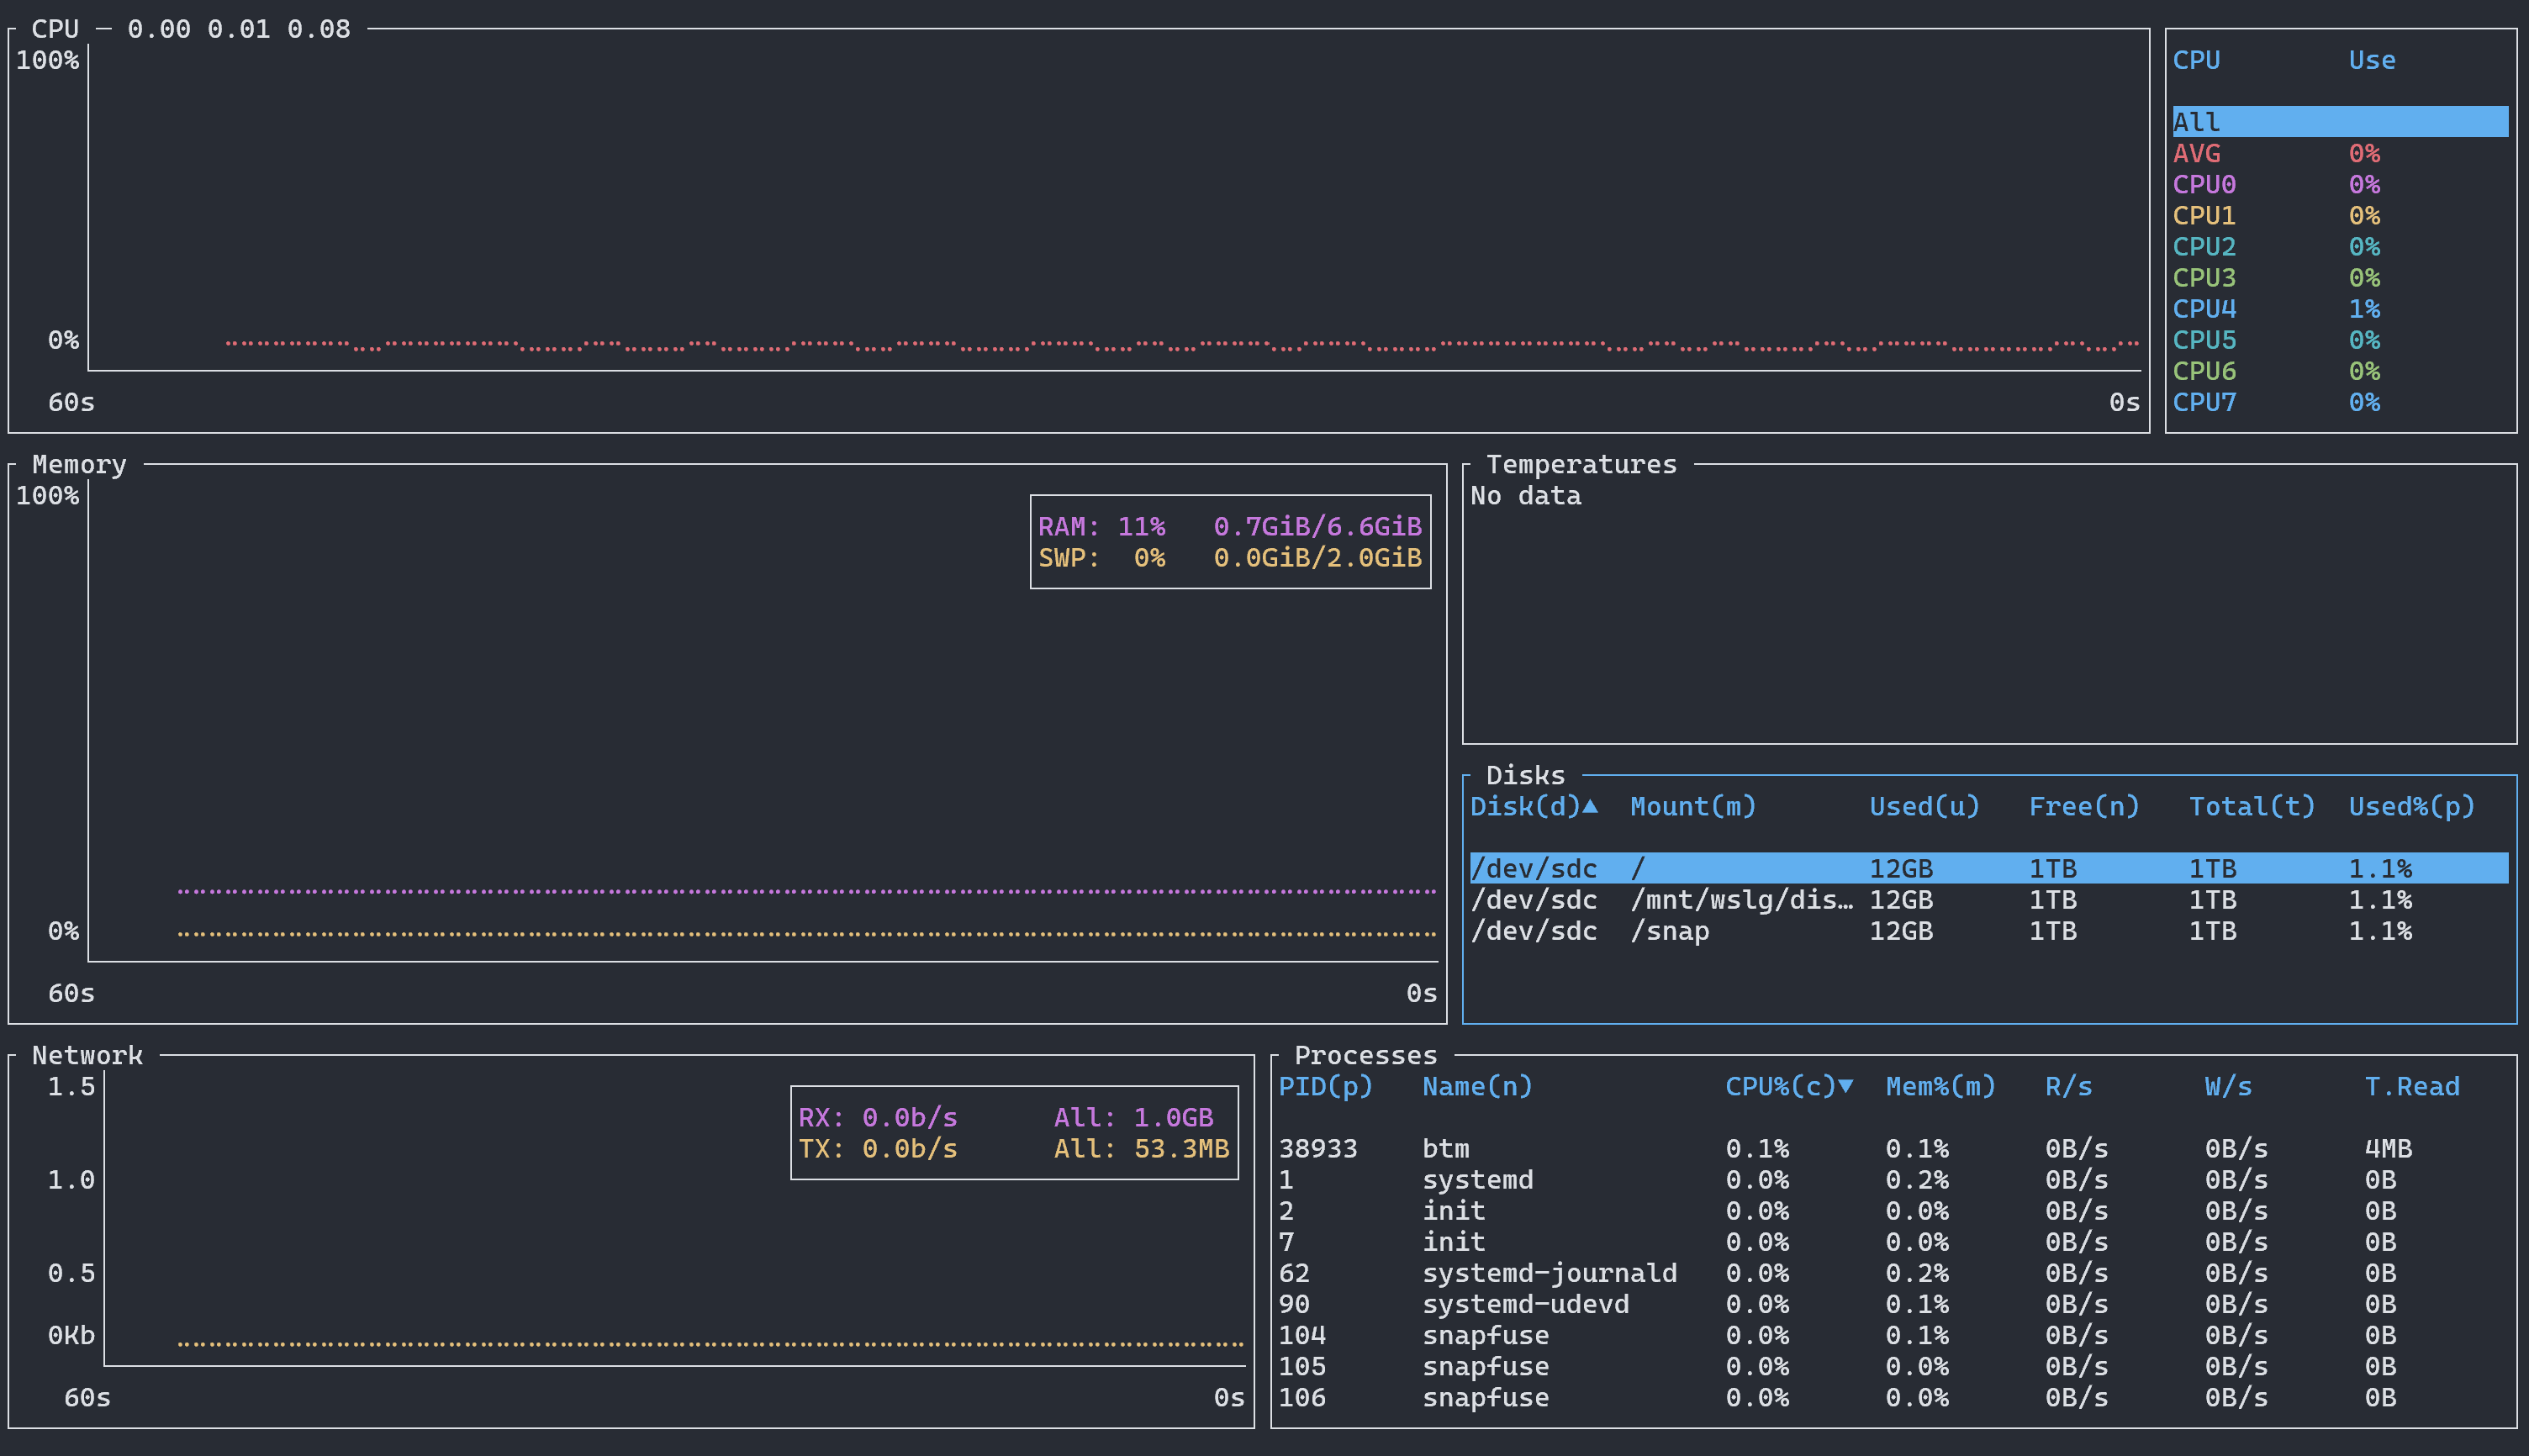 CPU — 0.00 0.01 0.08
100%
0%
60s 0s
CPU Use
All
AVG 0%
CPU0 0%
CPU1 0%
CPU2 0%
CPU3 0%
CPU4 1%
CPU5 0%
CPU6 0%
CPU7 0%
Memory
100%
RAM: 11% 0.7GiB/6.6GiB
SWP: 0% 0.0GiB/2.0GiB
0%
60s 0s
Temperatures
No data
Disks
Disk(d)▲ Mount(m) Used(u) Free(n) Total(t) Used%(p)
/dev/sdc / 12GB 1TB 1TB 1.1%
/dev/sdc /mnt/wslg/dis… 12GB 1TB 1TB 1.1%
/dev/sdc /snap 12GB 1TB 1TB 1.1%
Network
1.5
RX: 0.0b/s All: 1.0GB
TX: 0.0b/s All: 53.3MB
1.0
0.5
0Kb
60s 0s
Processes
PID(p) Name(n) CPU%(c)▼ Mem%(m) R/s W/s T.Read
38933 btm 0.1% 0.1% 0B/s 0B/s 4MB
1 systemd 0.0% 0.2% 0B/s 0B/s 0B
2 init 0.0% 0.0% 0B/s 0B/s 0B
7 init 0.0% 0.0% 0B/s 0B/s 0B
62 systemd-journald 0.0% 0.2% 0B/s 0B/s 0B
90 systemd-udevd 0.0% 0.1% 0B/s 0B/s 0B
104 snapfuse 0.0% 0.1% 0B/s 0B/s 0B
105 snapfuse 0.0% 0.0% 0B/s 0B/s 0B
106 snapfuse 0.0% 0.0% 0B/s 0B/s 0B